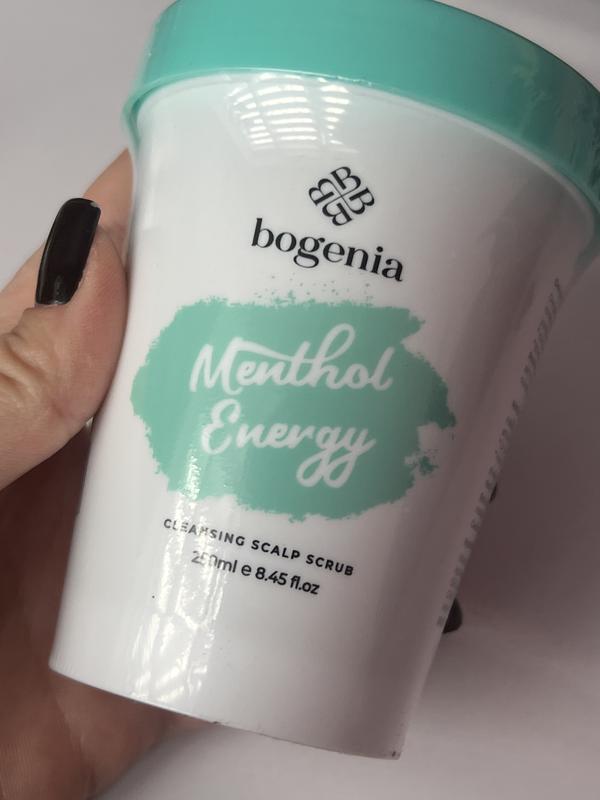 bogenia
Menthol
Energy
CLEANSING SCALP SCRUB
250ml e 8.45 fl.oz